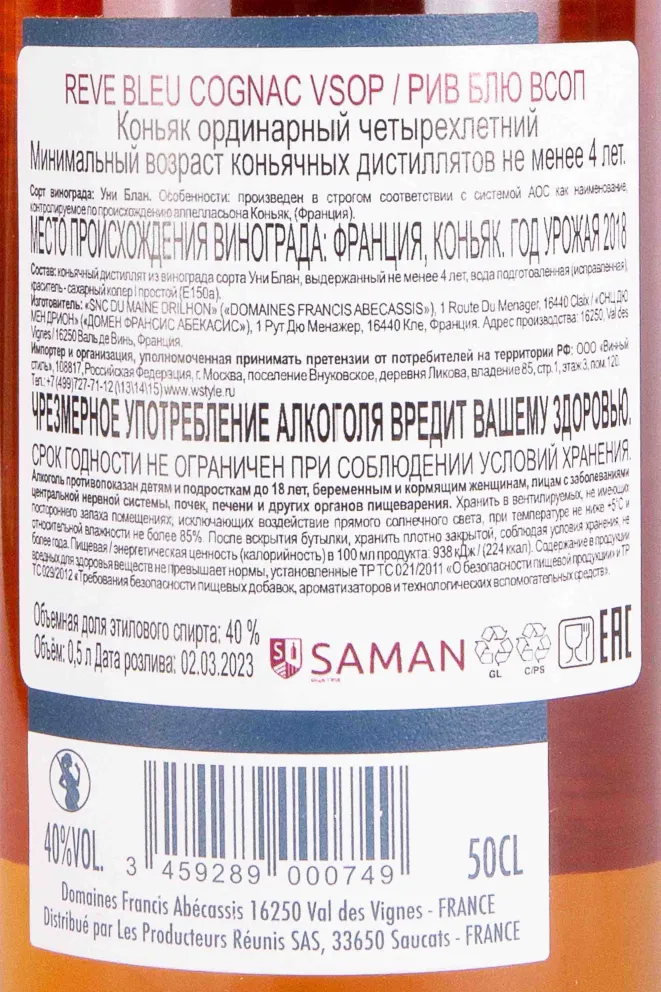 REVE BLEU COGNAC VSOP / РИВ БЛЮ ВСОП
Коньяк ординарный четырехлетний
Минимальный возраст коньячных дистиллятов не менее 4 лет.
Сорт винограда: Уни Блан. Особенности: произведен в строгом соответствии с системой АОС как наименование,
контролируемое по происхождению аппелласьона Коньяк, (Франция).
МЕСТО ПРОИСХОЖДЕНИЯ ВИНОГРАДА: ФРАНЦИЯ, КОНЬЯК. ГОД УРОЖАЯ 2018
Состав: коньячный дистиллят из винограда сорта Уни Блан, выдержанный не менее 4 лет, вода подготовленная (исправленная),
краситель - сахарный колер I простой (Е150а).
Изготовитель: «SNC DU MAINE DRILHON» («DOMAINES FRANCIS ABECASSIS»), 1 Route Du Menager, 16440 Claix / «СНЦ ДЮ
МЕН ДРИОН» («ДОМЕН ФРАНСИС АБЕКАСИС»), 1 Рут Дю Менажер, 16440 Кле, Франция. Адрес производства: 16250, Val des
Vignes / 16250 Валь де Винь, Франция.
Импортер и организация, уполномоченная принимать претензии от потребителей на территории РФ: ООО «Винный
стиль», 108817, Российская Федерация, г. Москва, поселение Внуковское, деревня Ликова, владение 85, стр.1, этаж 3, пом.120.
Тел.: +7 (499)727-71-12 (\13\14\15) www.wstyle.ru
ЧРЕЗМЕРНОЕ УПОТРЕБЛЕНИЕ АЛКОГОЛЯ ВРЕДИТ ВАШЕМУ ЗДОРОВЬЮ.
СРОК ГОДНОСТИ НЕ ОГРАНИЧЕН ПРИ СОБЛЮДЕНИИ УСЛОВИЙ ХРАНЕНИЯ.
Алкоголь противопоказан детям и подросткам до 18 лет, беременным и кормящим женщинам, лицам с заболеваниями
центральной нервной системы, почек, печени и других органов пищеварения. Хранить в вентилируемых, не имеющих
постороннего запаха помещениях, исключающих воздействие прямого солнечного света, при температуре не ниже +5°С и
относительной влажности не более 85%. После вскрытия бутылки, хранить плотно закрытой, соблюдая условия хранения, не
более года. Пищевая / энергетическая ценность (калорийность) в 100 мл продукта: 938 кДж / (224 ккал). Содержание в продукции
вредных для здоровья веществ не превышает нормы, установленные ТР ТС 021/2011 «О безопасности пищевой продукции» и ТР
ТС 029/2012 «Требования безопасности пищевых добавок, ароматизаторов и технологических вспомогательных средств».
Объемная доля этилового спирта: 40 %
Объём: 0,5 л Дата розлива: 02.03.2023
SAMAN
GL
C/PS
EAC
40%VOL.
3 459289 000749
50CL
Domaines Francis Abécassis 16250 Val des Vignes - FRANCE
Distribué par Les Producteurs Réunis SAS, 33650 Saucats - FRANCE